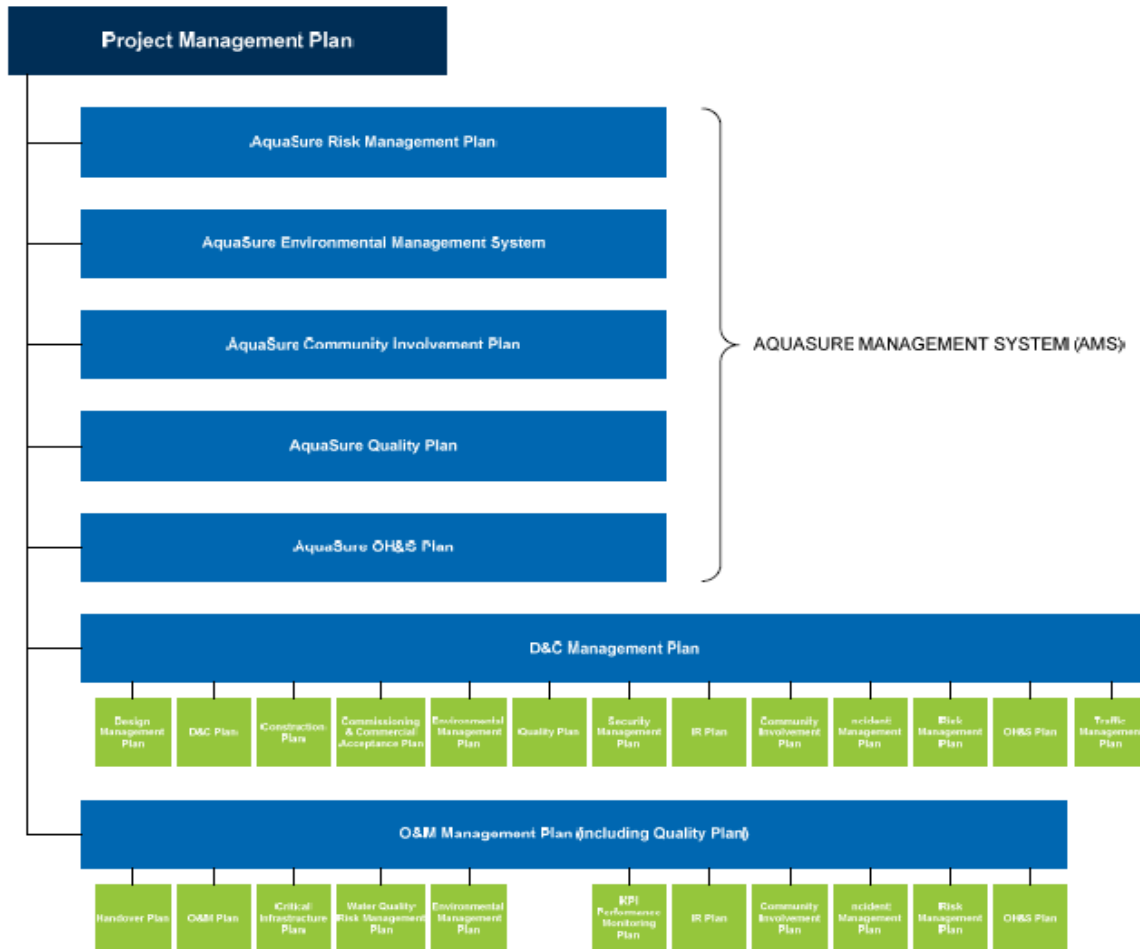 Project Management Plan
AquaSure Risk Management Plan
AquaSure Environmental Management System
AquaSure Community Involvement Plan
AQUASURE MANAGEMENT SYSTEM (AMS)
AquaSure Quality Plan
AquaSure OH&S Plan
D&C Management Plan
Design
Management
Plan
D&C Plan
Construction
Plan
Commissioning
& Commercial
Acceptance Plan
Environmental
Management
Plan
Quality Plan
Security
Management
Plan
IR Plan
Community
Involvement
Plan
Incident
Management
Plan
Risk
Management
Plan
OH&S Plan
Traffic
Management
Plan
O&M Management Plan (including Quality Plan)
Handover Plan
O&M Plan
Critical
Infrastructure
Plan
Water Quality
Risk Management
Plan
Environmental
Management
Plan
KPI
Performance
Monitoring
Plan
IR Plan
Community
Involvement
Plan
Incident
Management
Plan
Risk
Management
Plan
OH&S Plan